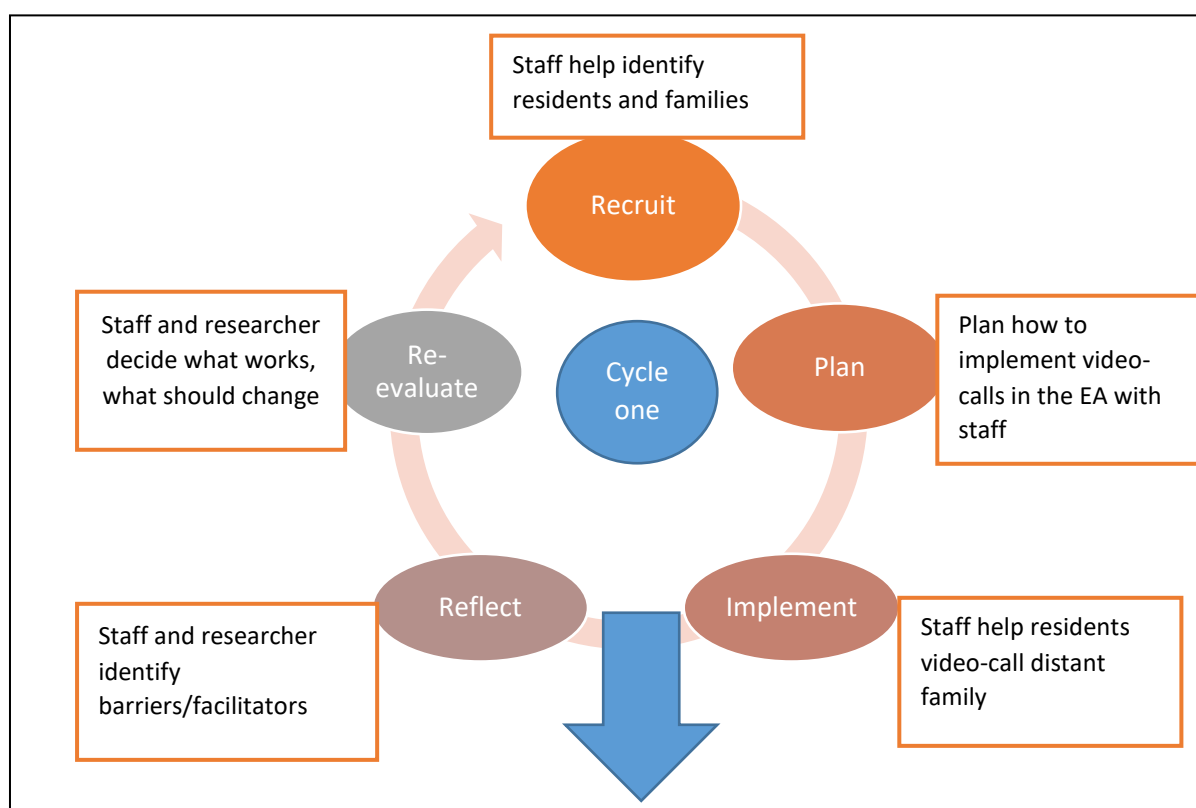 Staff help identify
residents and families
Recruit
Staff and researcher
decide what works,
what should change
Re-
evaluate
Cycle
one
Plan
Plan how to
implement video-
calls in the EA with
staff
Staff and researcher
identify
barriers/facilitators
Reflect
Implement
Staff help residents
video-call distant
family